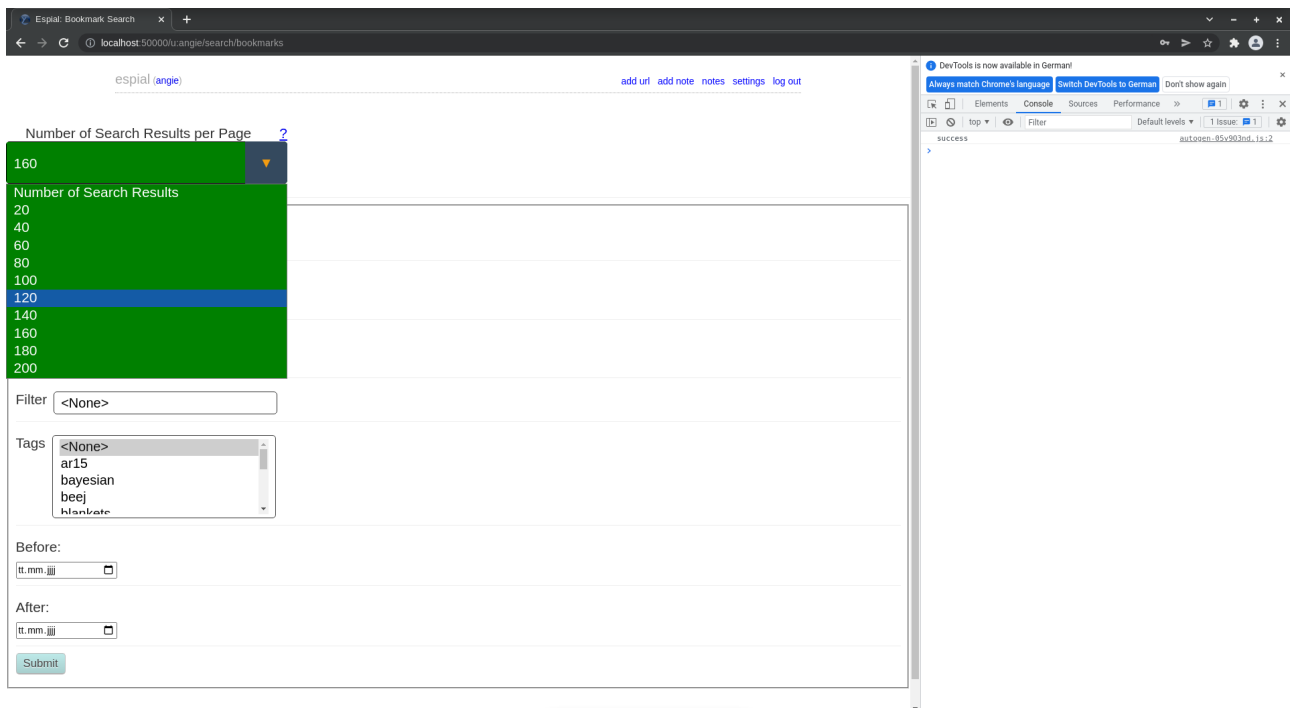 Espial: Bookmark Search
localhost:50000/u:angie/search/bookmarks
espial (angie)
add url add note notes settings log out
Number of Search Results per Page ?
160
Number of Search Results
20
40
60
80
100
120
140
160
180
200
Filter <None>
Tags <None>
ar15
bayesian
beej
blankets
Before:
tt.mm.jjjj
After:
tt.mm.jjjj
Submit
DevTools is now available in German!
Always match Chrome's language Switch DevTools to German Don't show again
Elements Console Sources Performance » 1
top Filter Default levels 1 Issue: 1
success autogen-05v903nd.js:2